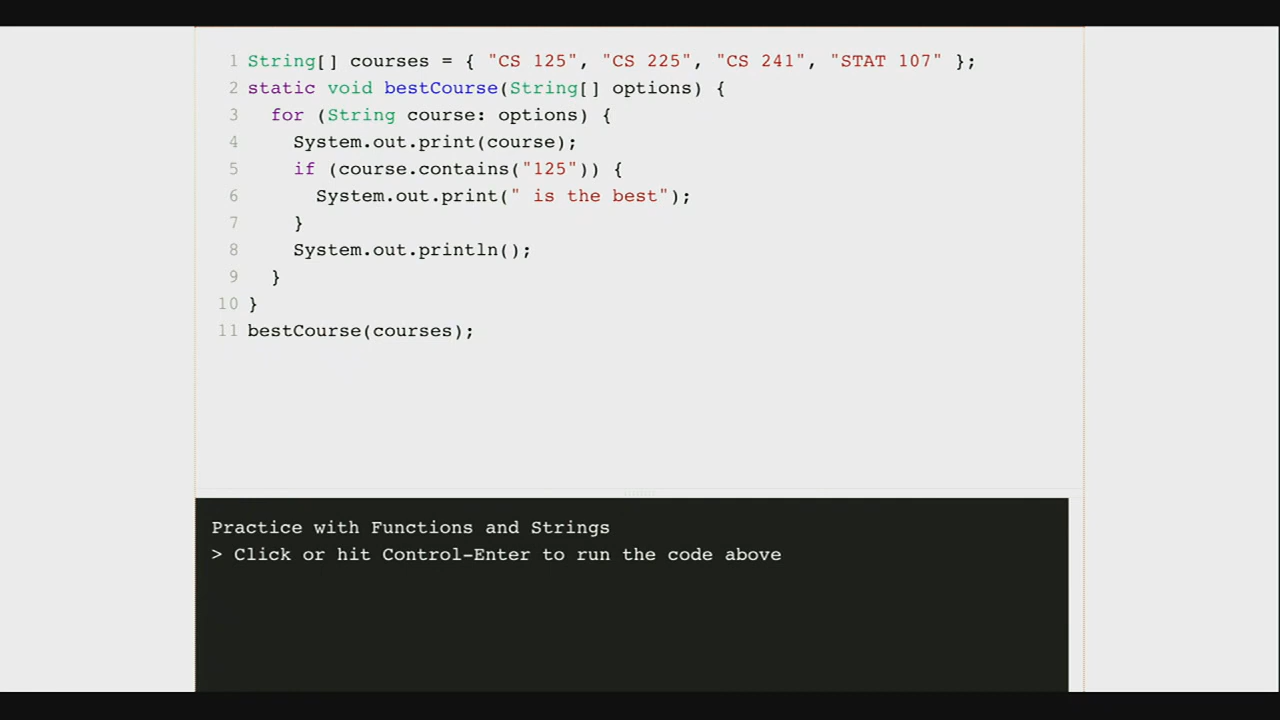 1 String[] courses = { "CS 125", "CS 225", "CS 241", "STAT 107" };
2 static void bestCourse(String[] options) {
3   for (String course: options) {
4     System.out.print(course);
5     if (course.contains("125")) {
6       System.out.print(" is the best");
7     }
8     System.out.println();
9   }
10 }
11 bestCourse(courses);
Practice with Functions and Strings
> Click or hit Control-Enter to run the code above